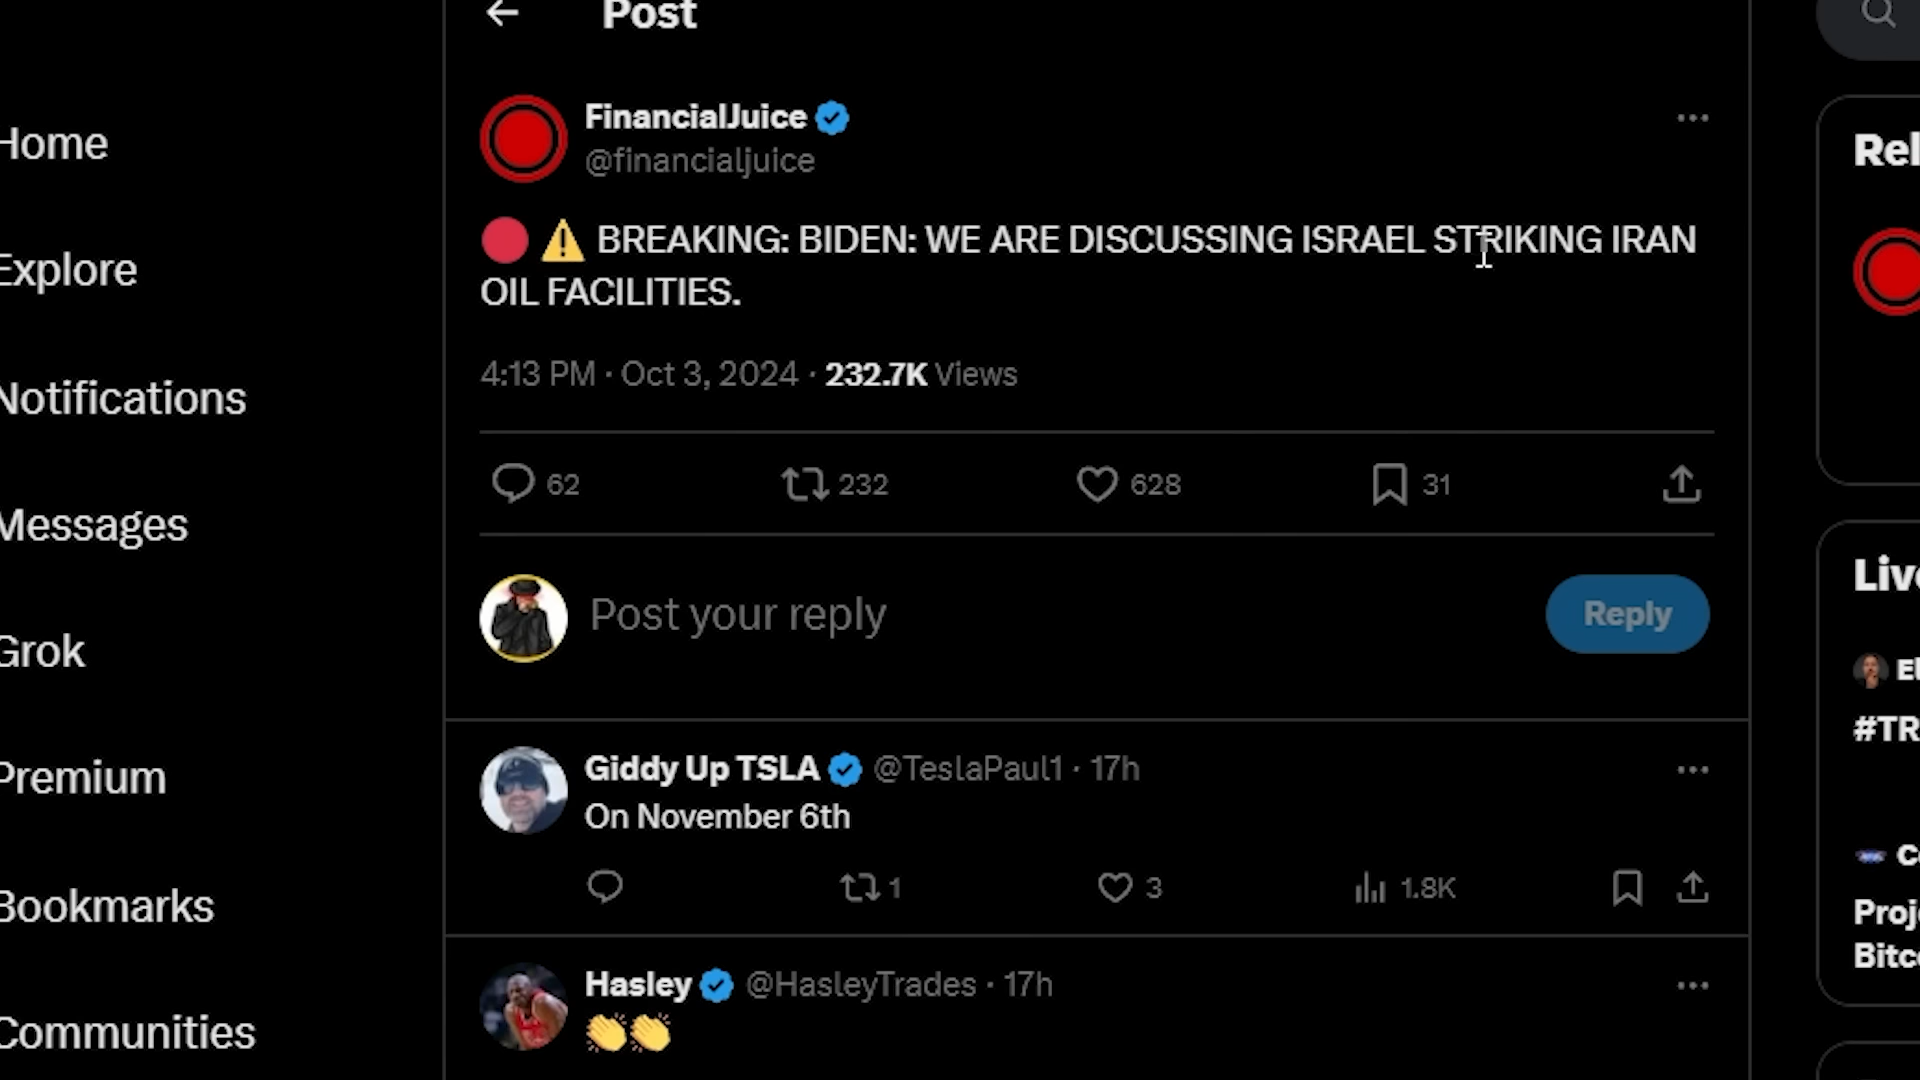 Post
FinancialJuice
@financialjuice
BREAKING: BIDEN: WE ARE DISCUSSING ISRAEL STRIKING IRAN
OIL FACILITIES.
4:13 PM · Oct 3, 2024 · 232.7K Views
62 232 628 31
Post your reply
Reply
Giddy Up TSLA @TeslaPaul1 · 17h
On November 6th
1 3 1.8K
Hasley @HasleyTrades · 17h
Home
Explore
Notifications
Messages
Grok
Premium
Bookmarks
Communities
Rel
Liv
El
#TR
Proj
Bitc